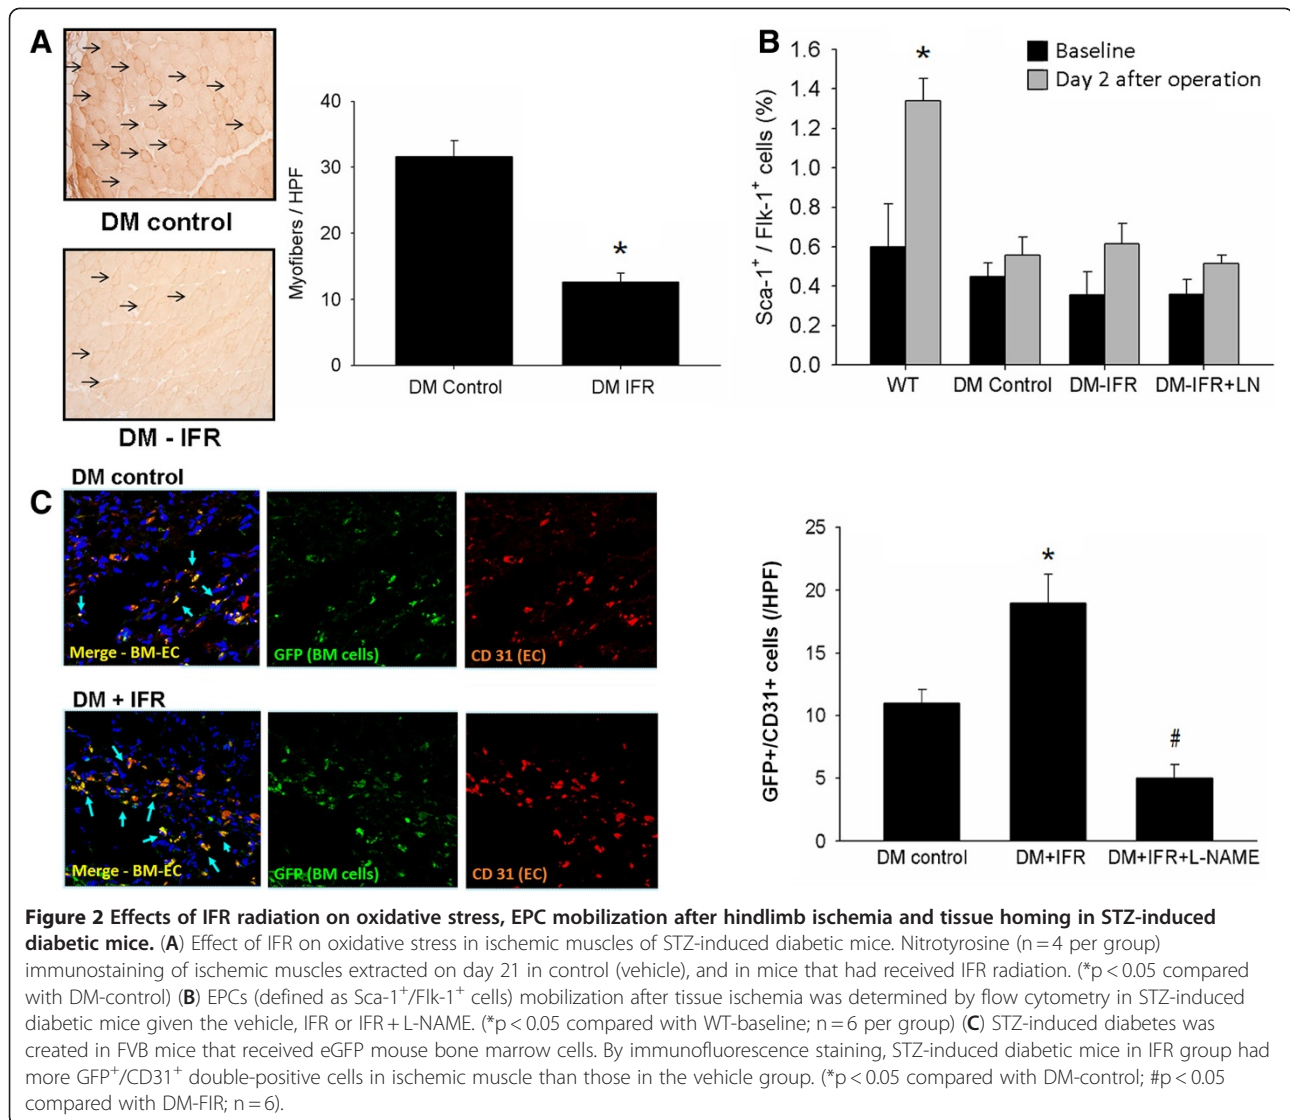 A
DM control
DM - IFR
40
30
20
10
0
Myofibers / HPF
*
DM Control
DM IFR
B
1.6
1.4
1.2
1.0
0.8
0.6
0.4
0.2
0.0
Sca-1+ / Flk-1+ cells (%)
*
Baseline
Day 2 after operation
WT
DM Control
DM-IFR
DM-IFR+LN
C
DM control
Merge - BM-EC
GFP (BM cells)
CD 31 (EC)
DM + IFR
Merge - BM-EC
GFP (BM cells)
CD 31 (EC)
25
20
15
10
5
0
GFP+/CD31+ cells (/HPF)
*
#
DM control
DM+IFR
DM+IFR+L-NAME
Figure 2 Effects of IFR radiation on oxidative stress, EPC mobilization after hindlimb ischemia and tissue homing in STZ-induced
diabetic mice. (A) Effect of IFR on oxidative stress in ischemic muscles of STZ-induced diabetic mice. Nitrotyrosine (n = 4 per group)
immunostaining of ischemic muscles extracted on day 21 in control (vehicle), and in mice that had received IFR radiation. (*p < 0.05 compared
with DM-control) (B) EPCs (defined as Sca-1+/Flk-1+ cells) mobilization after tissue ischemia was determined by flow cytometry in STZ-induced
diabetic mice given the vehicle, IFR or IFR + L-NAME. (*p < 0.05 compared with WT-baseline; n = 6 per group) (C) STZ-induced diabetes was
created in FVB mice that received eGFP mouse bone marrow cells. By immunofluorescence staining, STZ-induced diabetic mice in IFR group had
more GFP+/CD31+ double-positive cells in ischemic muscle than those in the vehicle group. (*p < 0.05 compared with DM-control; #p < 0.05
compared with DM-FIR; n = 6).